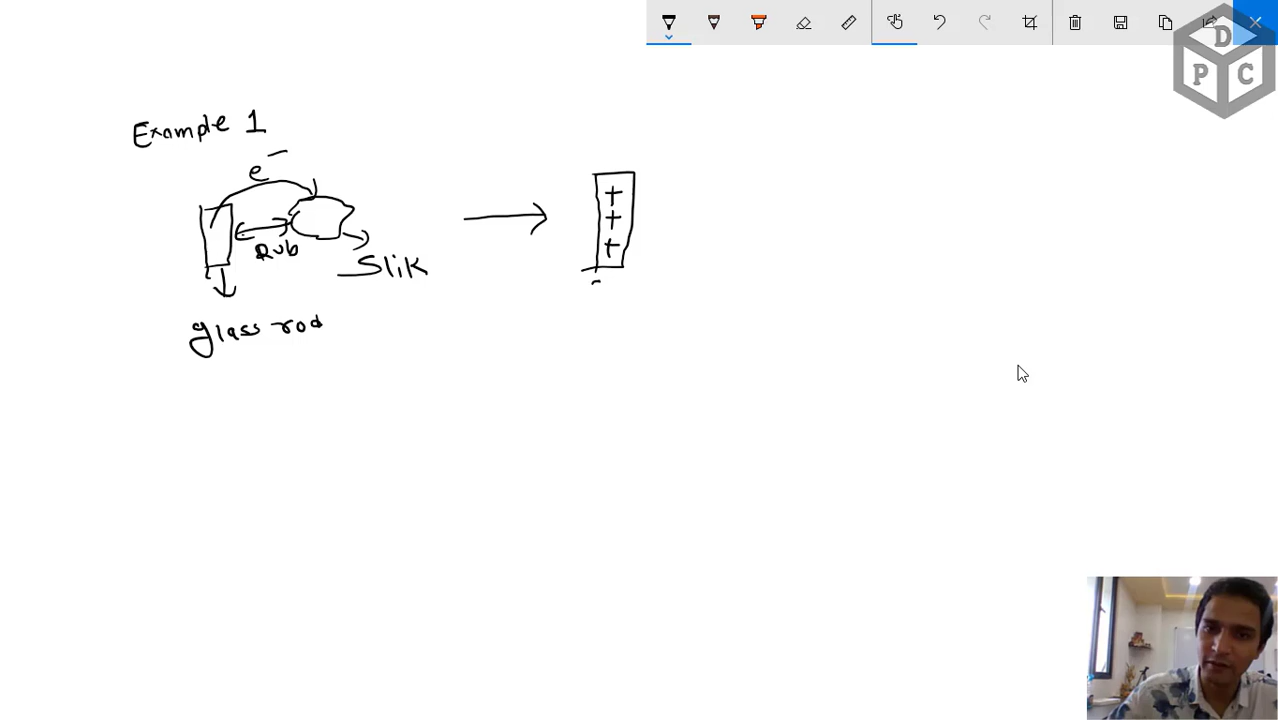 Example 1
e⁻
Rub
Slik
glass rod
+
+
+
D
P C